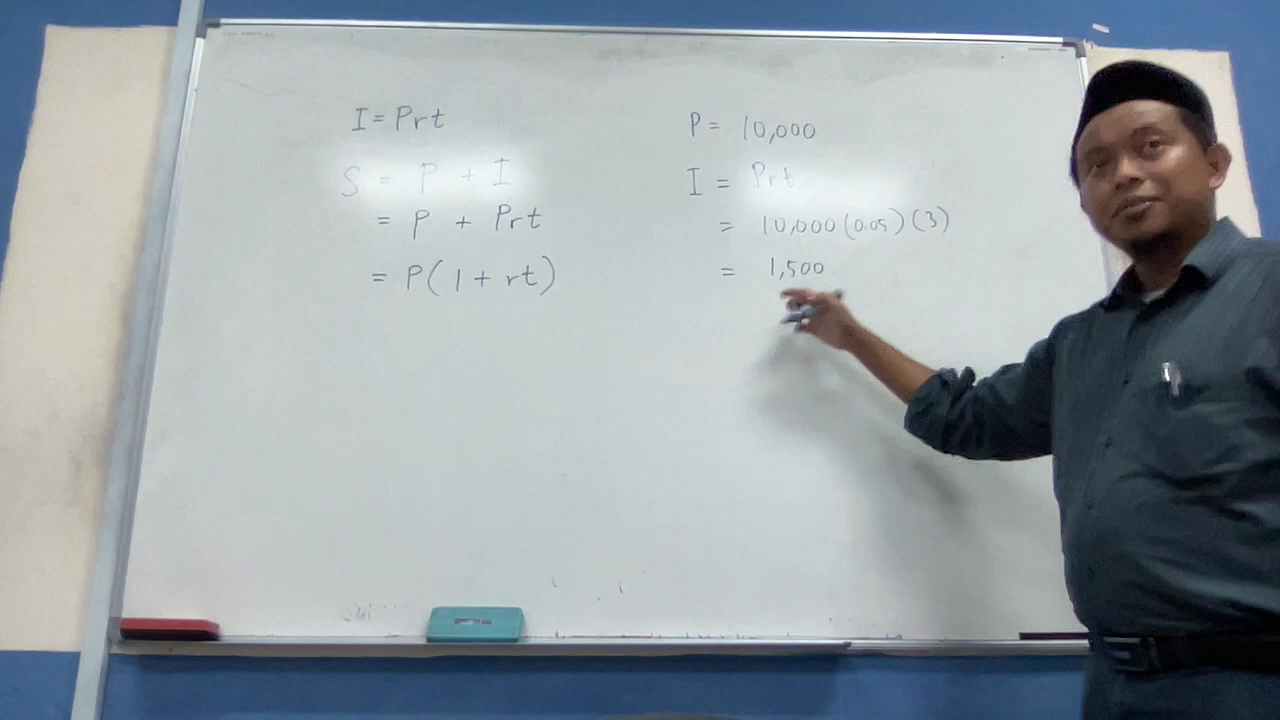 I = Prt
S = P + I
= P + Prt
= P(1 + rt)
P = 10,000
I = Prt
= 10,000(0.05)(3)
= 1,500